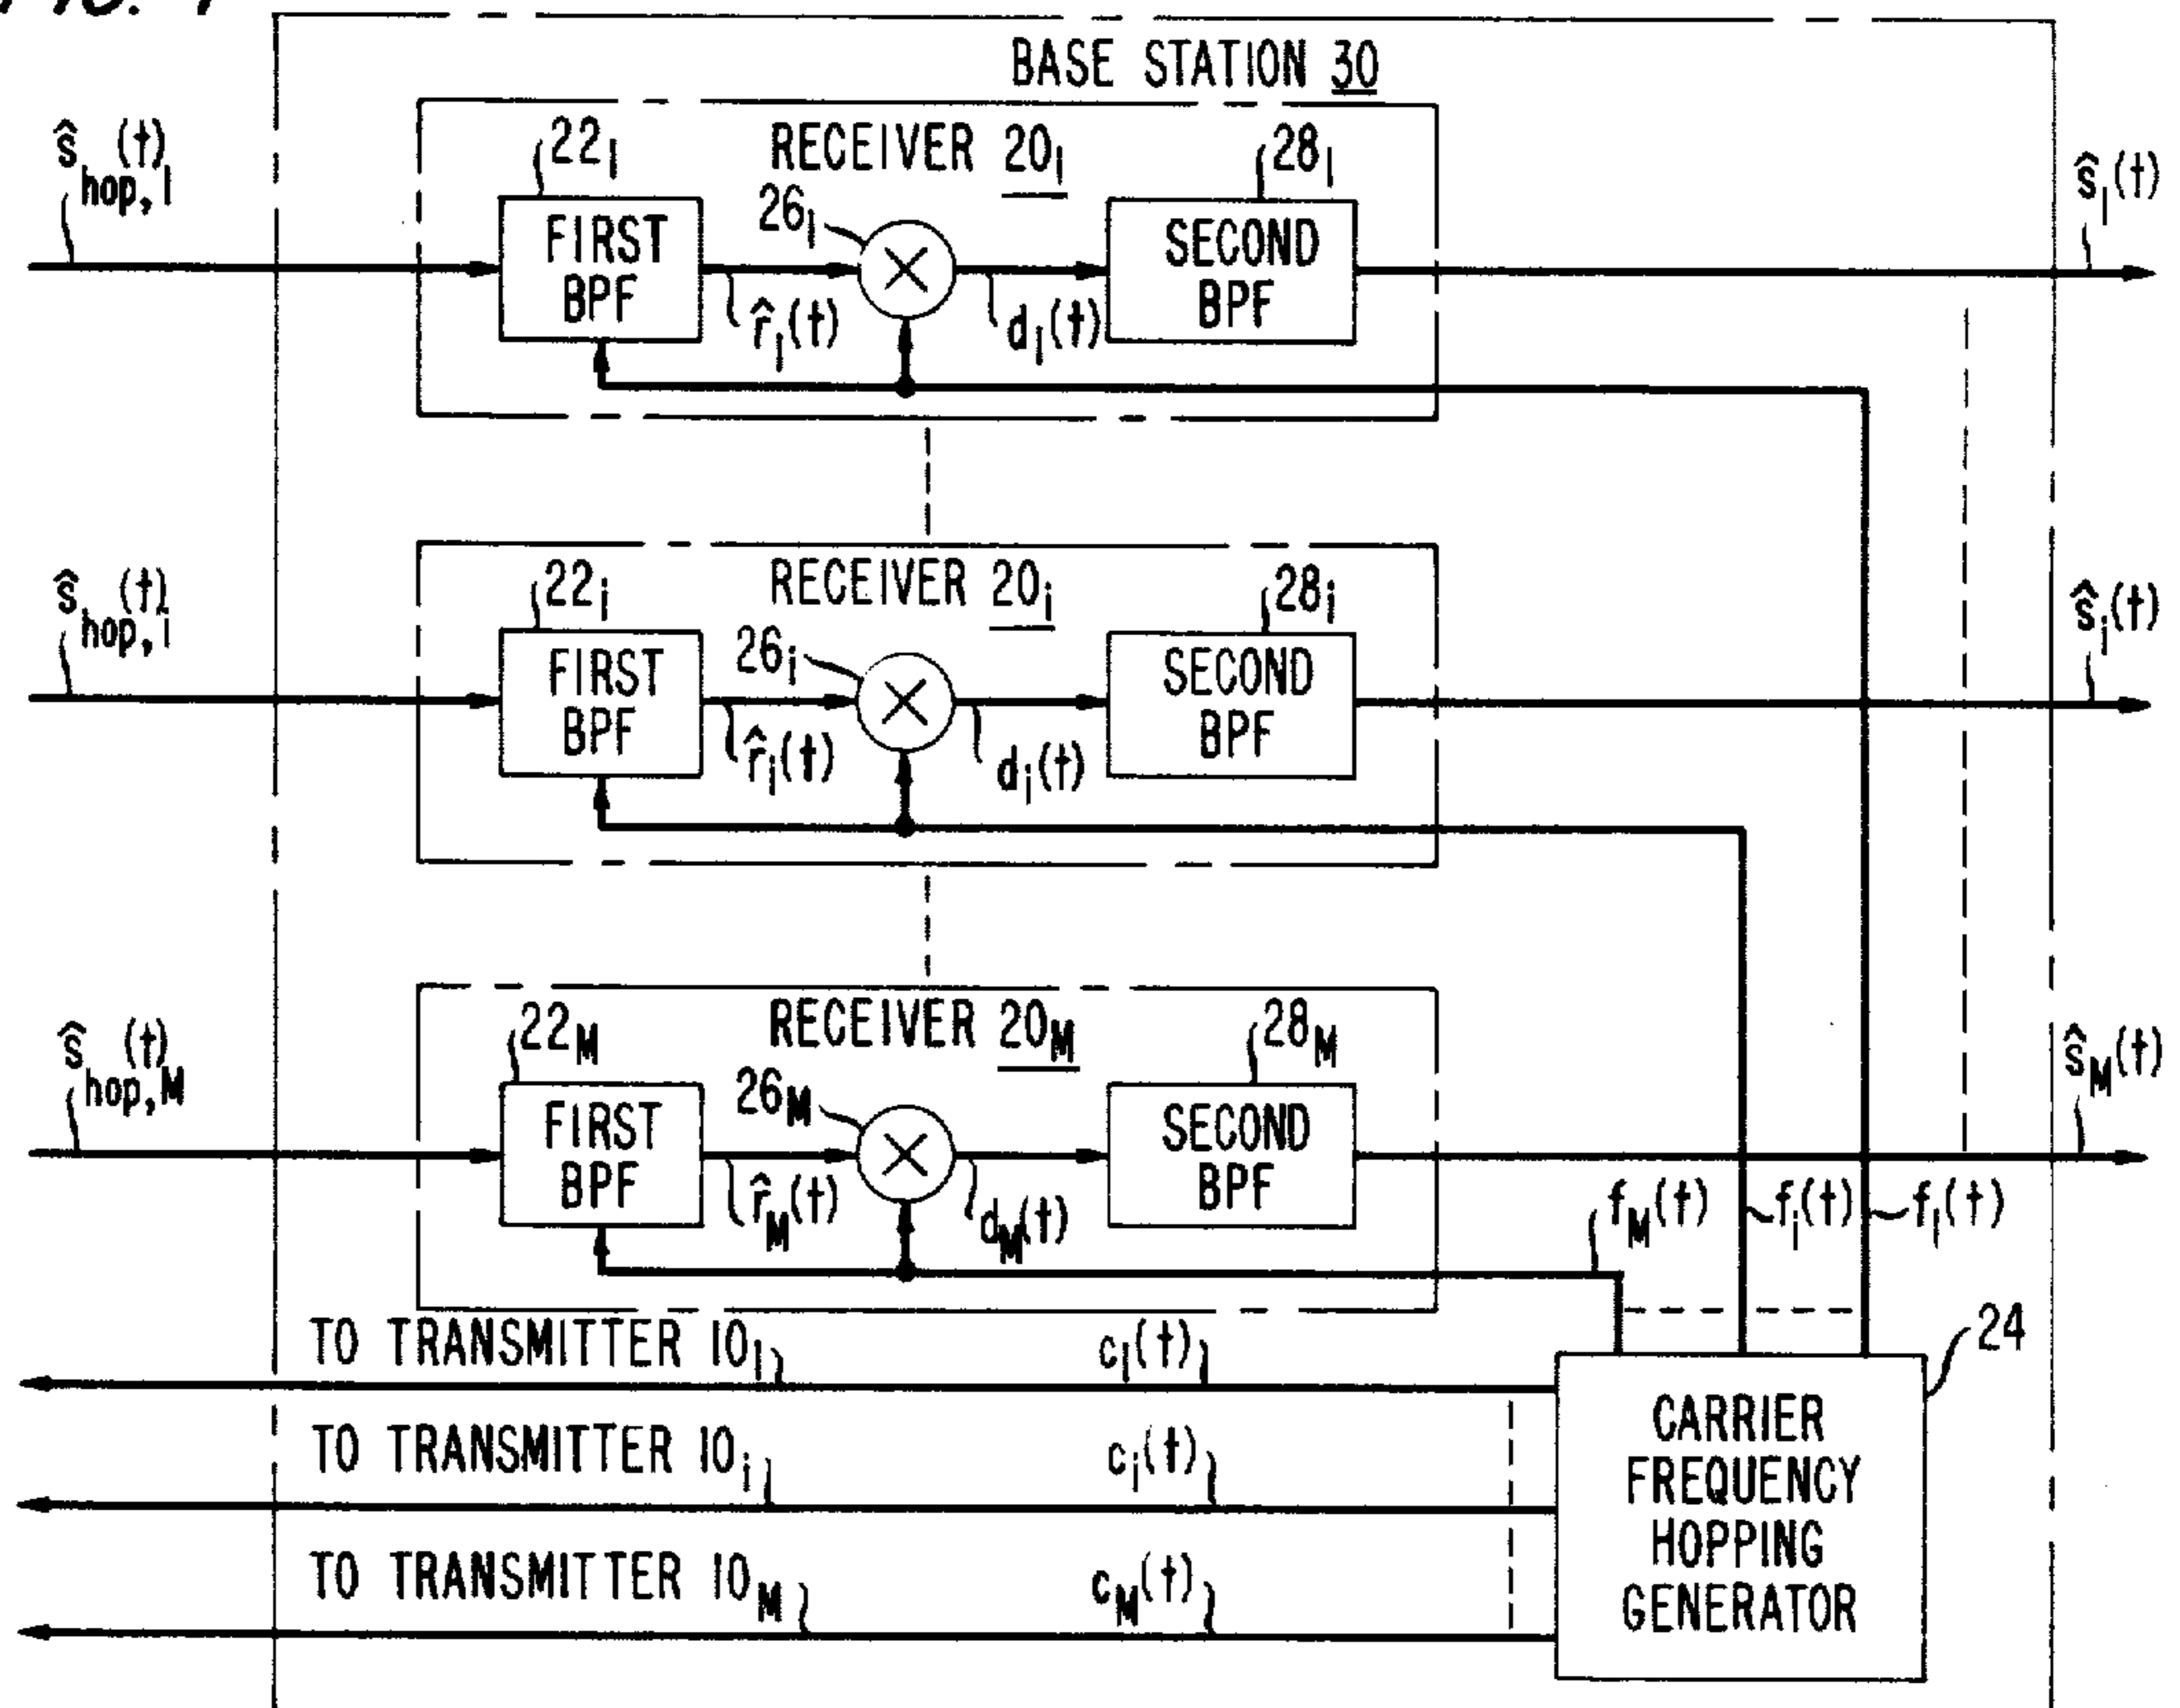 BASE STATION 30
ŝhop,1(t)
22₁
RECEIVER 20i
28₁
ŝ₁(t)
26₁
FIRST
BPF
SECOND
BPF
r̂₁(t)
d₁(t)
ŝhop,i(t)
22i
RECEIVER 20i
28i
ŝi(t)
26i
FIRST
BPF
SECOND
BPF
r̂i(t)
di(t)
ŝhop,M(t)
22M
RECEIVER 20M
28M
ŝM(t)
26M
FIRST
BPF
SECOND
BPF
r̂M(t)
dM(t)
fM(t)
fi(t)
f₁(t)
TO TRANSMITTER 10₁
c₁(t)
24
TO TRANSMITTER 10i
ci(t)
TO TRANSMITTER 10M
cM(t)
CARRIER
FREQUENCY
HOPPING
GENERATOR